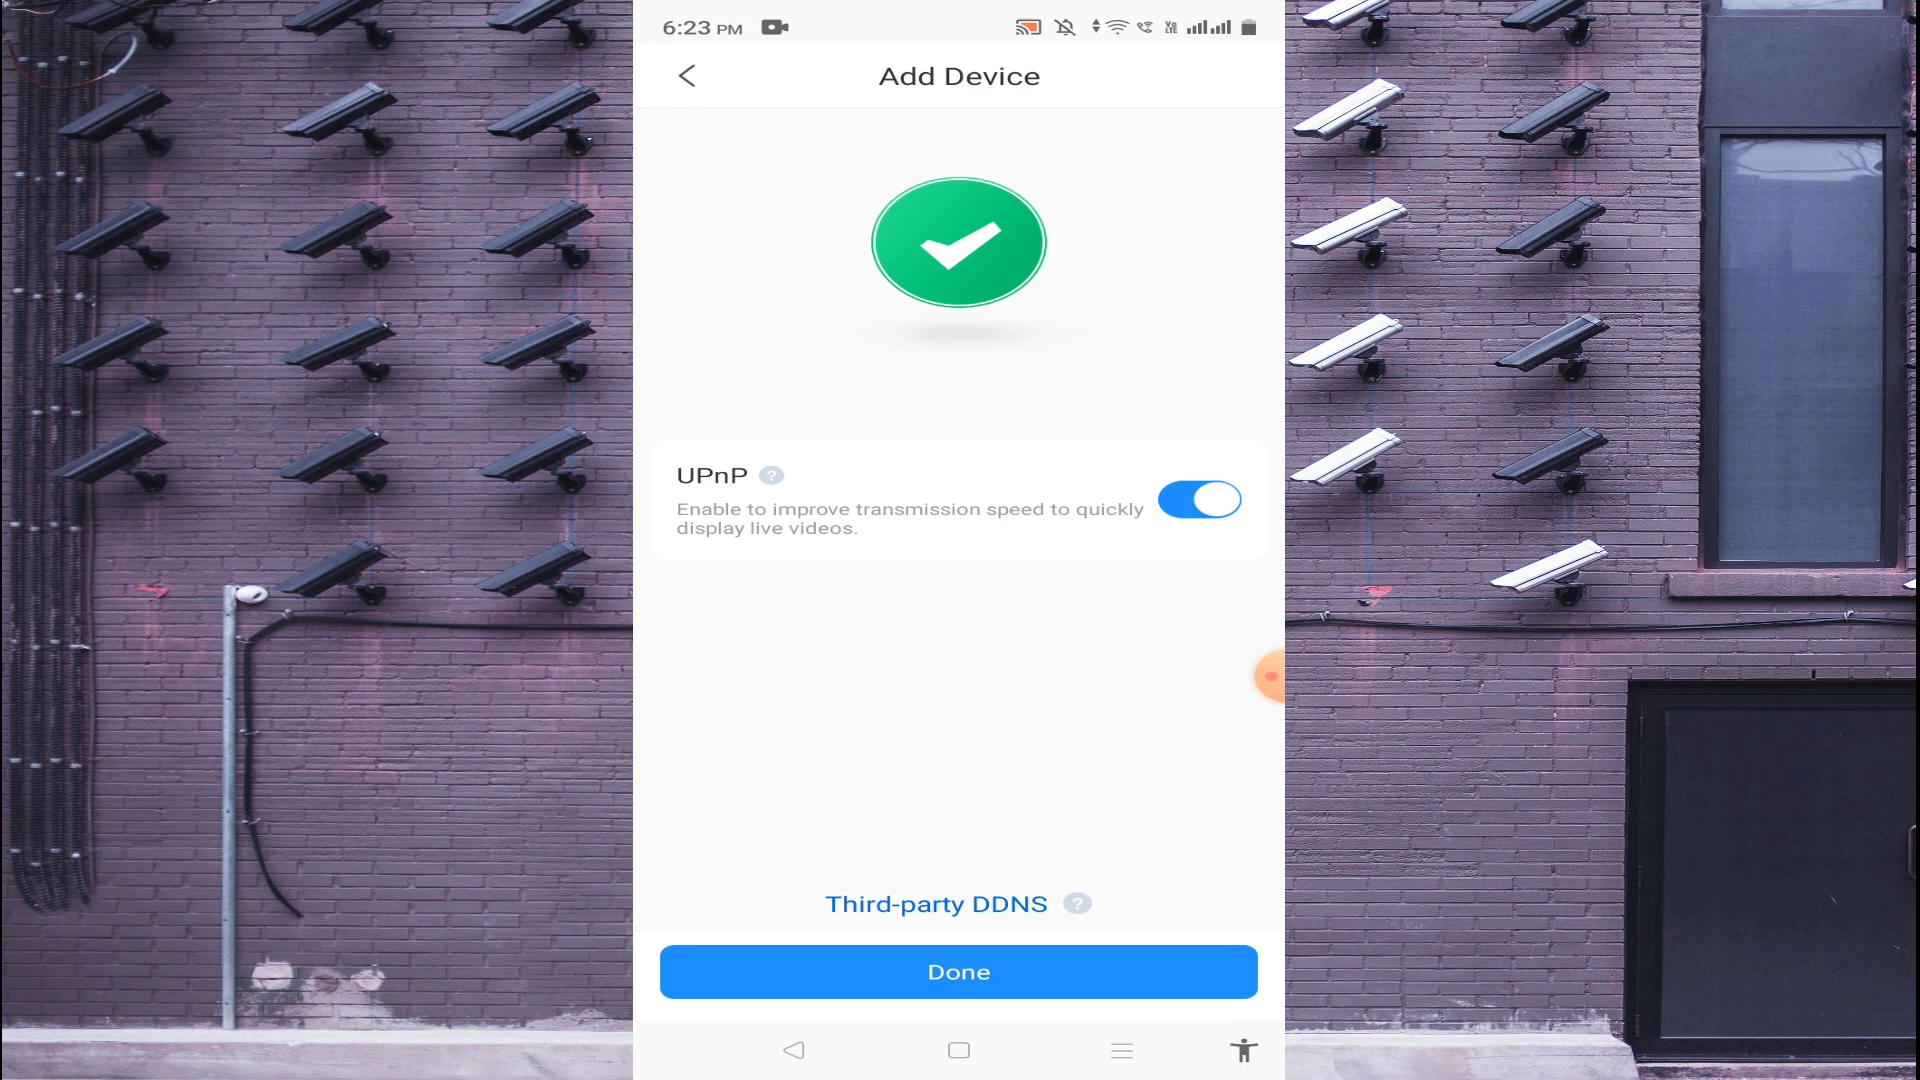 6:23 PM
Add Device
UPnP ?
Enable to improve transmission speed to quickly
display live videos.
Third-party DDNS ?
Done